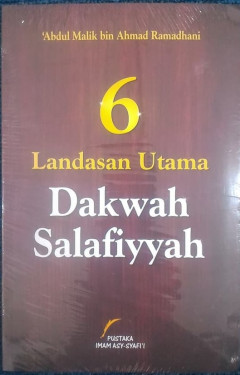 'Abdul Malik bin Ahmad Ramadhani
6
Landasan Utama
Dakwah
Salafiyyah
PUSTAKA
IMAM ASY-SYAFI'I